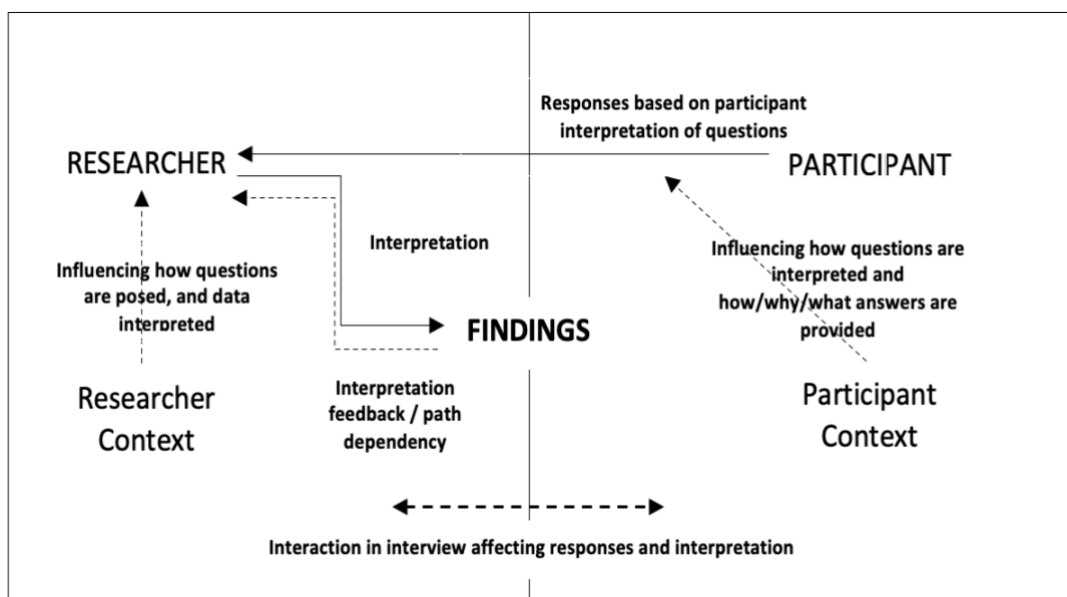 Responses based on participant
interpretation of questions
RESEARCHER
PARTICIPANT
Interpretation
Influencing how questions
are posed, and data
interpreted
Influencing how questions are
interpreted and
how/why/what answers are
provided
FINDINGS
Researcher
Context
Interpretation
feedback / path
dependency
Participant
Context
Interaction in interview affecting responses and interpretation